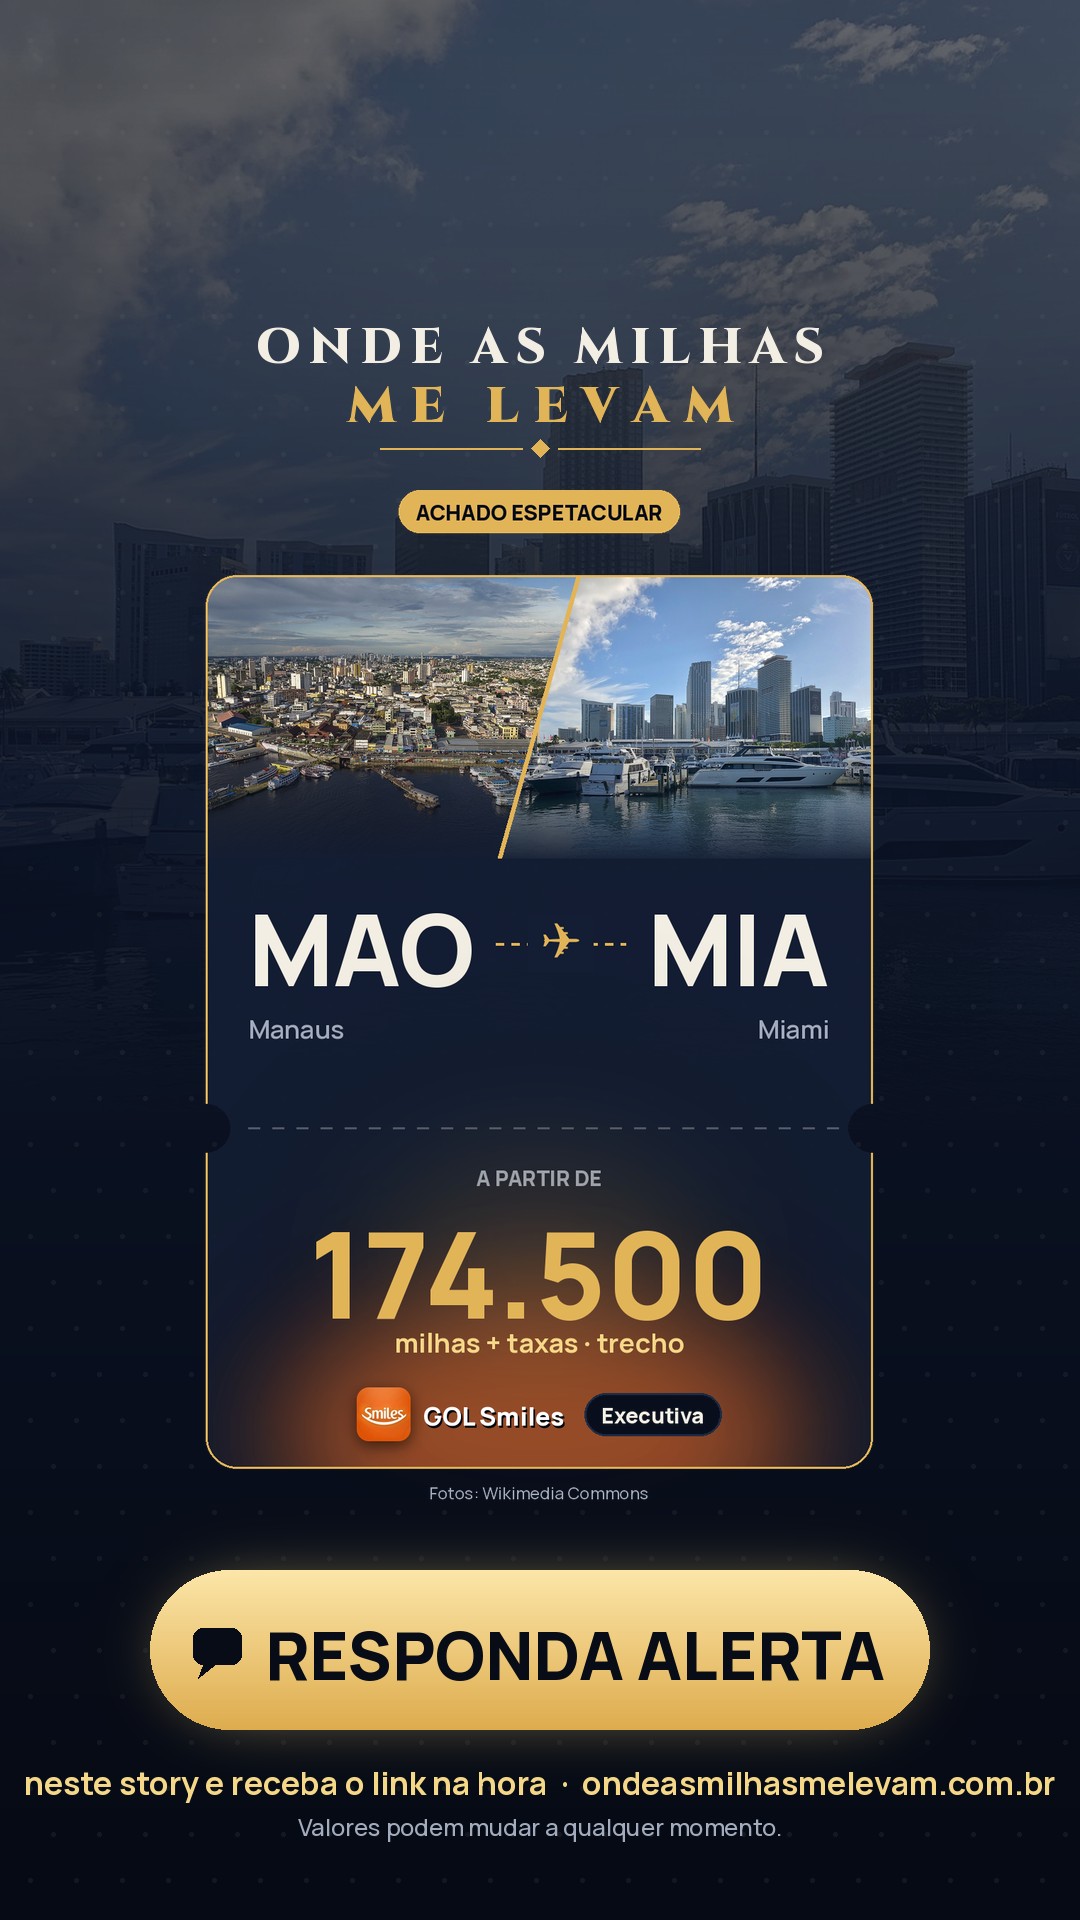 ONDE AS MILHAS
ME LEVAM
ACHADO ESPETACULAR
MAO MIA
Manaus Miami
A PARTIR DE
174.500
milhas + taxas · trecho
Smiles GOL Smiles Executiva
Fotos: Wikimedia Commons
RESPONDA ALERTA
neste story e receba o link na hora · ondeasmilhasmelevam.com.br
Valores podem mudar a qualquer momento.